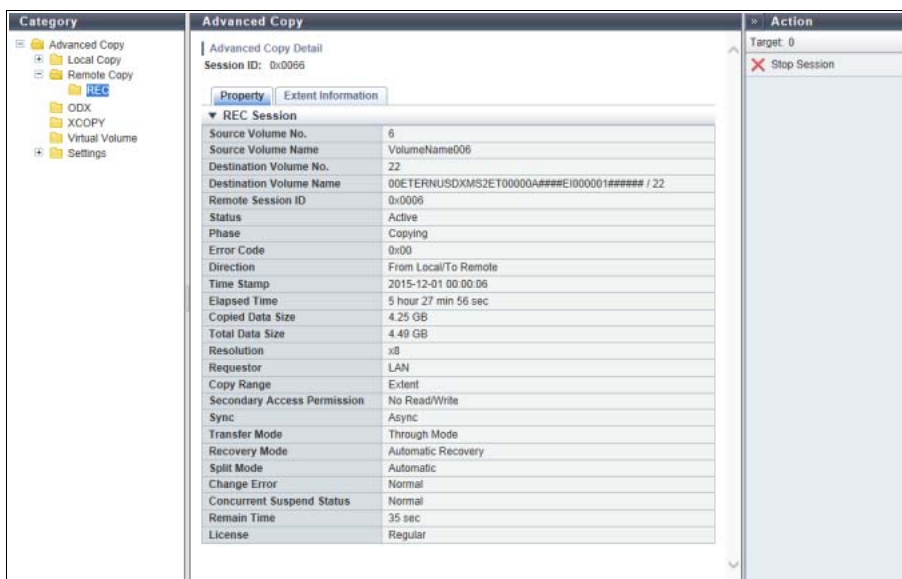 Category
Advanced Copy
Local Copy
Remote Copy
REC
ODX
XCOPY
Virtual Volume
Settings
Advanced Copy
Advanced Copy Detail
Session ID: 0x0066
Property Extent Information
▼ REC Session
Source Volume No. 6
Source Volume Name VolumeName006
Destination Volume No. 22
Destination Volume Name 00ETERNUSDXMS2ET00000A####EI000001###### / 22
Remote Session ID 0x0006
Status Active
Phase Copying
Error Code 0x00
Direction From Local/To Remote
Time Stamp 2015-12-01 00:00:06
Elapsed Time 5 hour 27 min 56 sec
Copied Data Size 4.25 GB
Total Data Size 4.49 GB
Resolution x8
Requestor LAN
Copy Range Extent
Secondary Access Permission No Read/Write
Sync Async
Transfer Mode Through Mode
Recovery Mode Automatic Recovery
Split Mode Automatic
Change Error Normal
Concurrent Suspend Status Normal
Remain Time 35 sec
License Regular
» Action
Target: 0
Stop Session